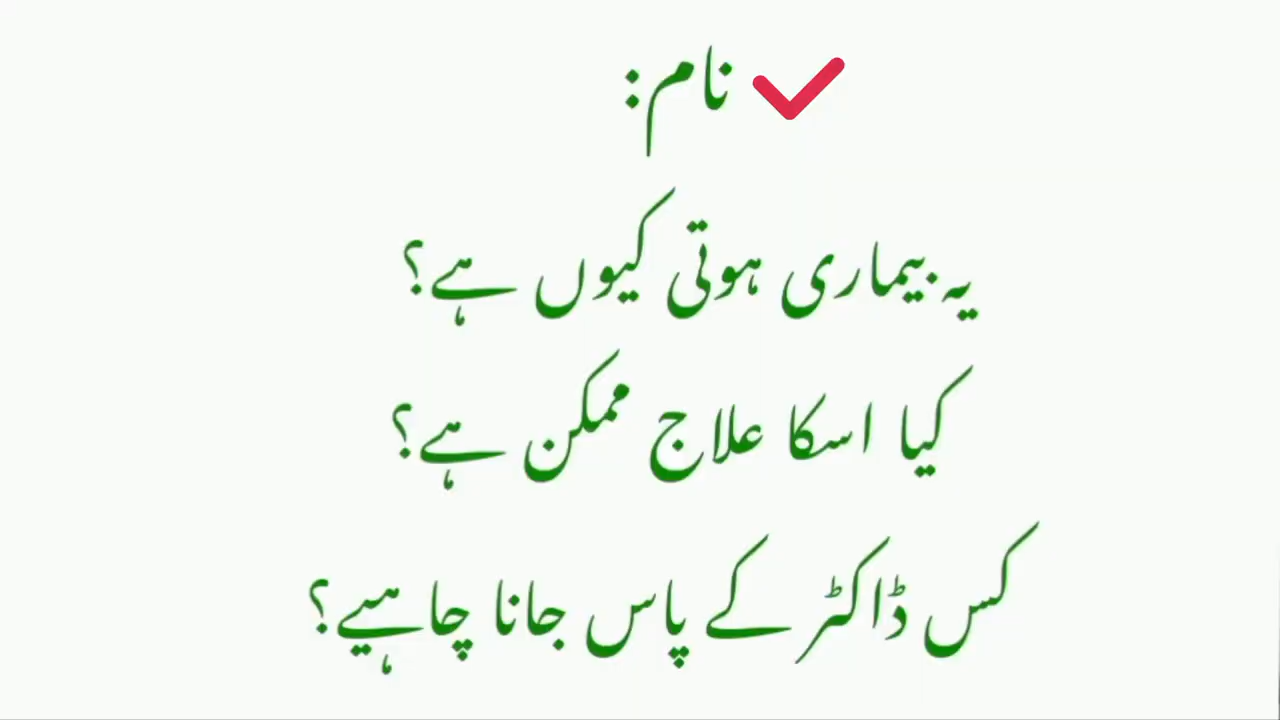 نام:
یہ بیماری ہوتی کیوں ہے؟
کیا اسکا علاج ممکن ہے؟
کس ڈاکٹر کے پاس جانا چاہیے؟